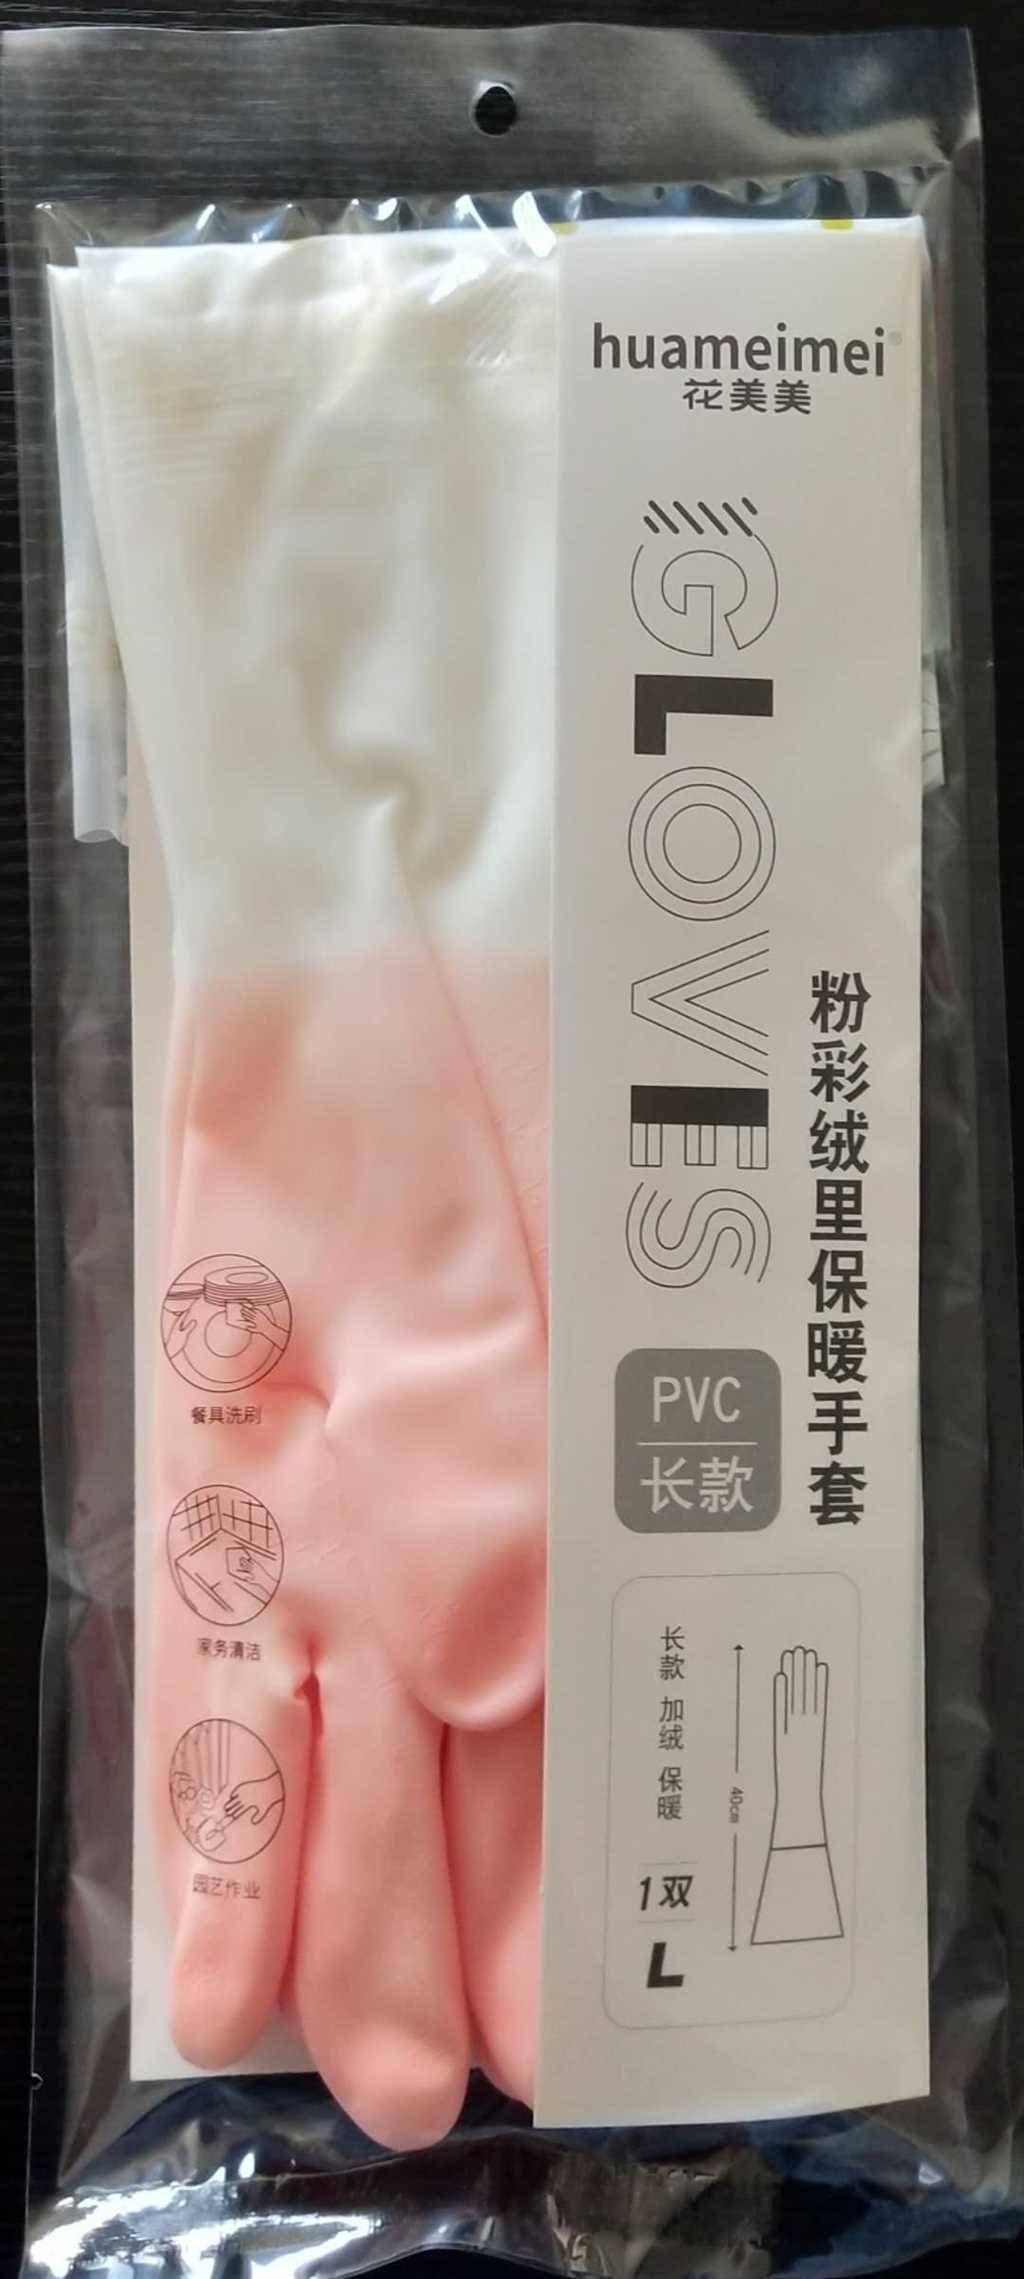 huameimei®
花美美
GLOVES
粉彩绒里保暖手套
PVC
长款
长款 加绒 保暖
40cm
1双
L
餐具洗刷
家务清洁
园艺作业